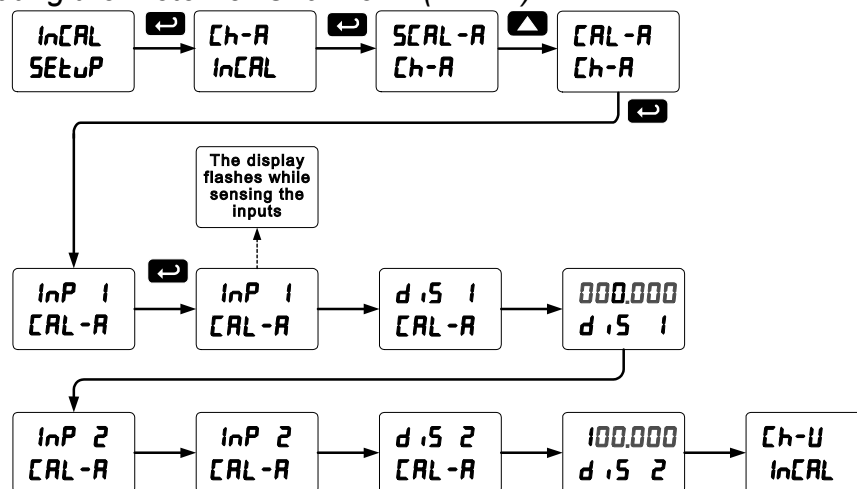 InCAL
SEtuP
Ch-A
InCAL
SCAL-A
Ch-A
CAL-A
Ch-A
The display
flashes while
sensing the
inputs
InP 1
CAL-A
InP 1
CAL-A
diS 1
CAL-A
000.000
diS 1
InP 2
CAL-A
InP 2
CAL-A
diS 2
CAL-A
100.000
diS 2
Ch-U
InCAL